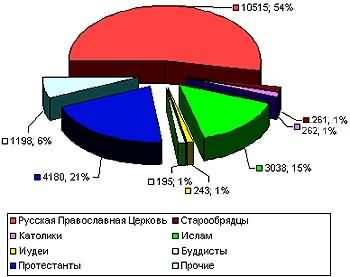 10515; 54%
261, 1%
262, 1%
1198, 6%
3038, 15%
4180, 21%
195; 1%
243; 1%
Русская Православная Церковь
Старообрядцы
Католики
Ислам
Иудеи
Буддисты
Протестанты
Прочие